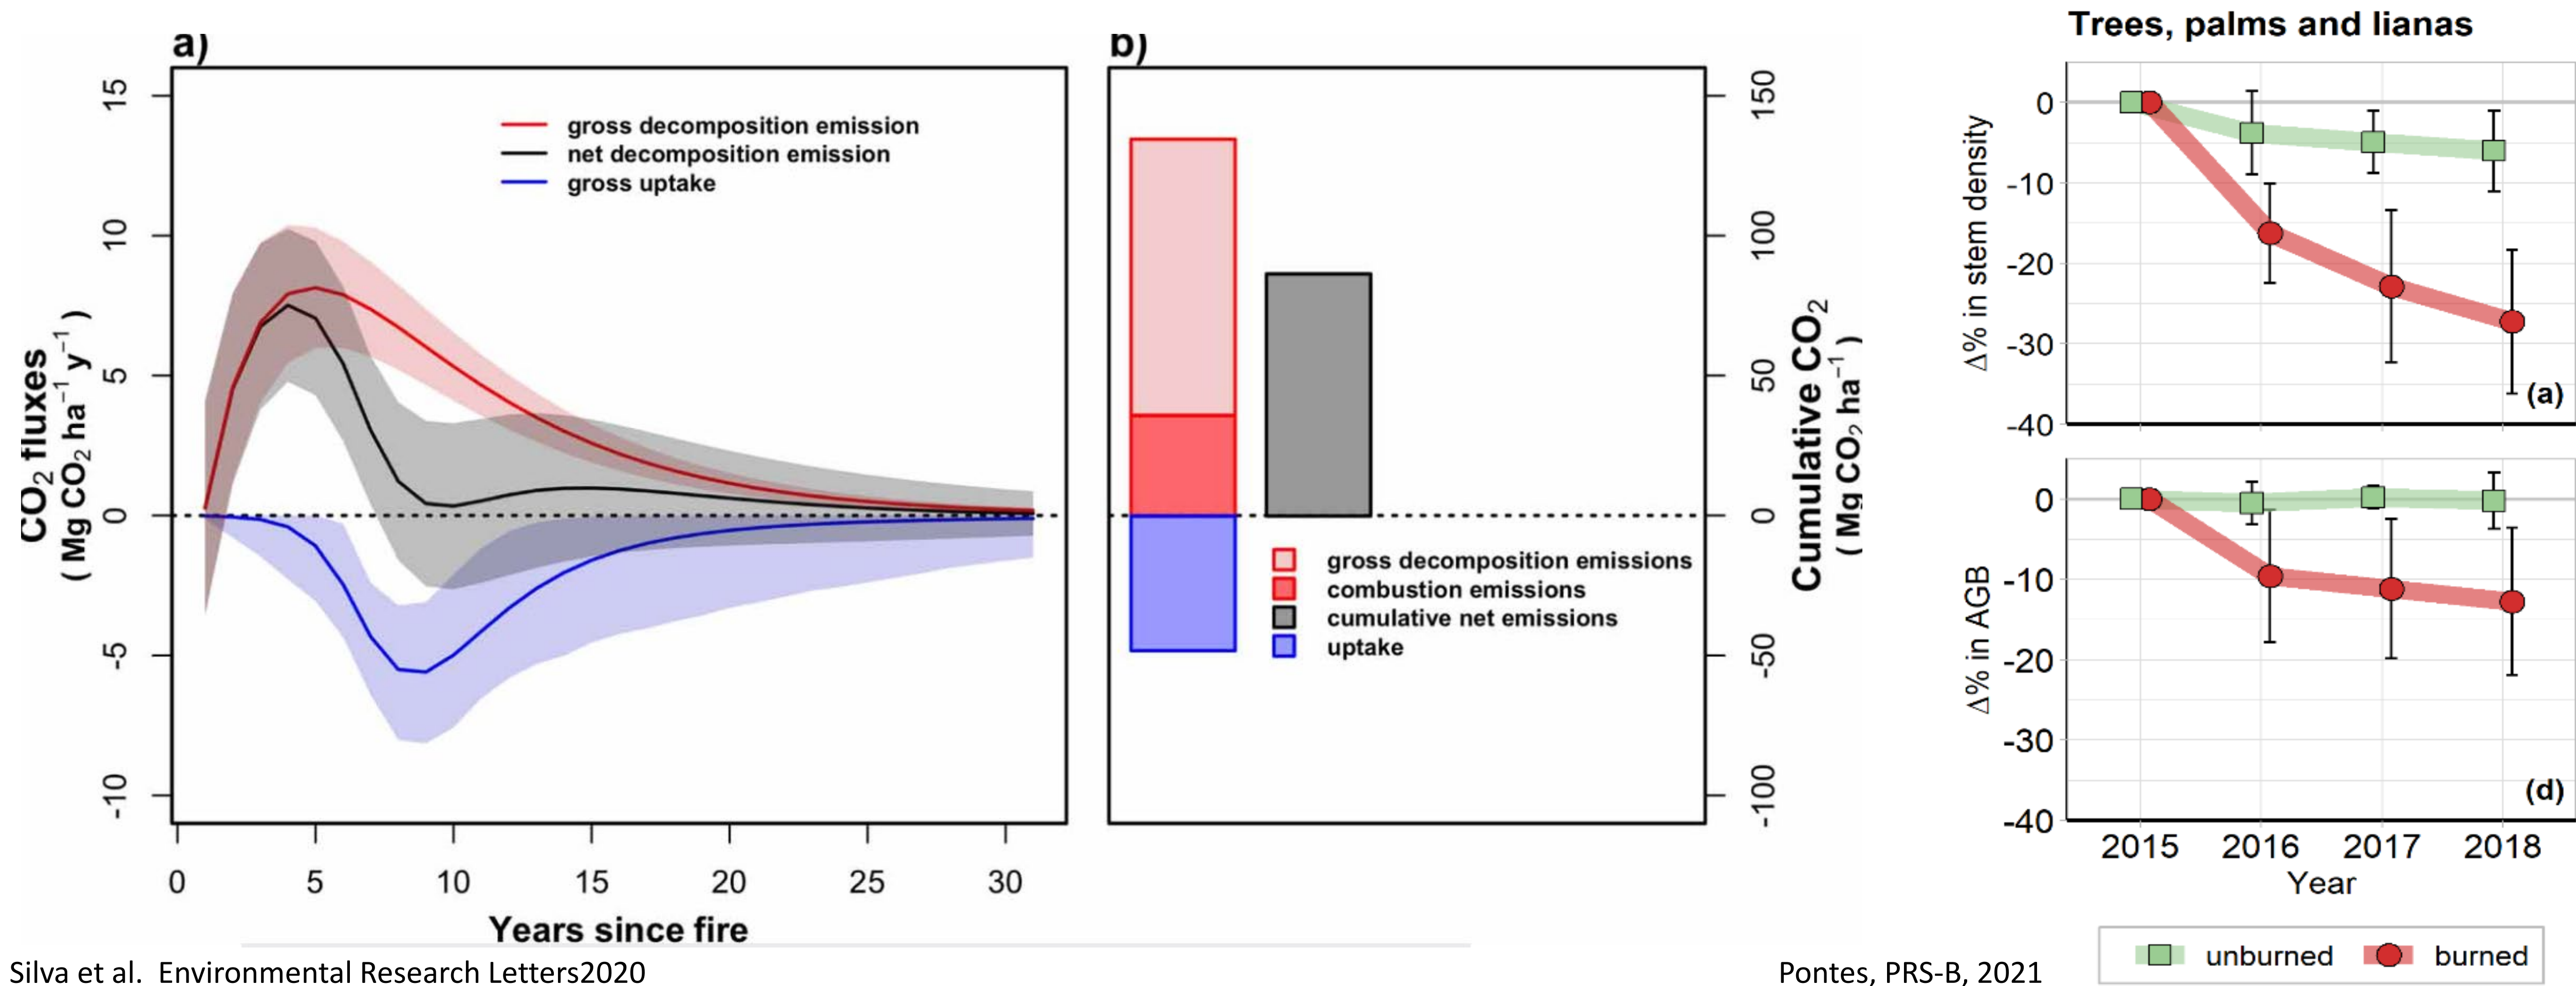 a)
15
10
5
0
-5
-10
CO2 fluxes
( Mg CO2 ha−1 y−1 )
gross decomposition emission
net decomposition emission
gross uptake
0 5 10 15 20 25 30
Years since fire
b)
150
100
50
0
-50
-100
Cumulative CO2
( Mg CO2 ha−1 )
gross decomposition emissions
combustion emissions
cumulative net emissions
uptake
Trees, palms and lianas
0
-10
-20
-30
-40
Δ% in stem density
(a)
0
-10
-20
-30
-40
Δ% in AGB
(d)
2015 2016 2017 2018
Year
unburned burned
Silva et al. Environmental Research Letters2020
Pontes, PRS-B, 2021